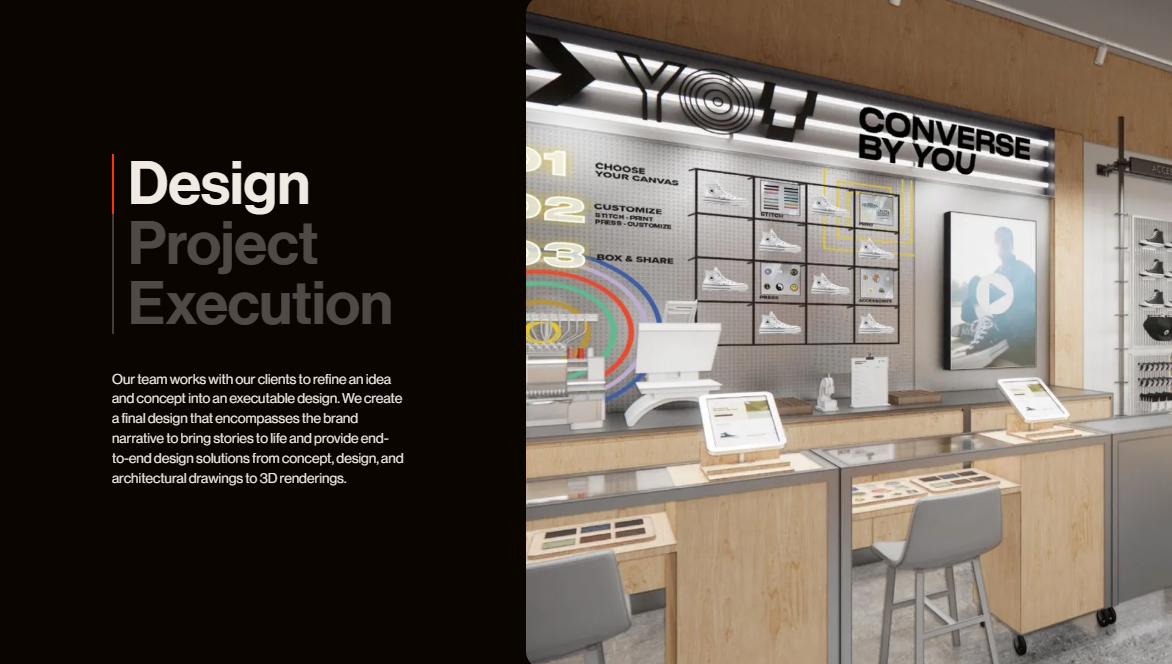 Design
Project
Execution
Our team works with our clients to refine an idea
and concept into an executable design. We create
a final design that encompasses the brand
narrative to bring stories to life and provide end-
to-end design solutions from concept, design, and
architectural drawings to 3D renderings.
YOU
CONVERSE
BY YOU
01
CHOOSE
YOUR CANVAS
02
CUSTOMIZE
STITCH - PRINT
PRESS - CUSTOMIZE
03
BOX & SHARE
STITCH
PRINT
PRESS
ACCESSORIES